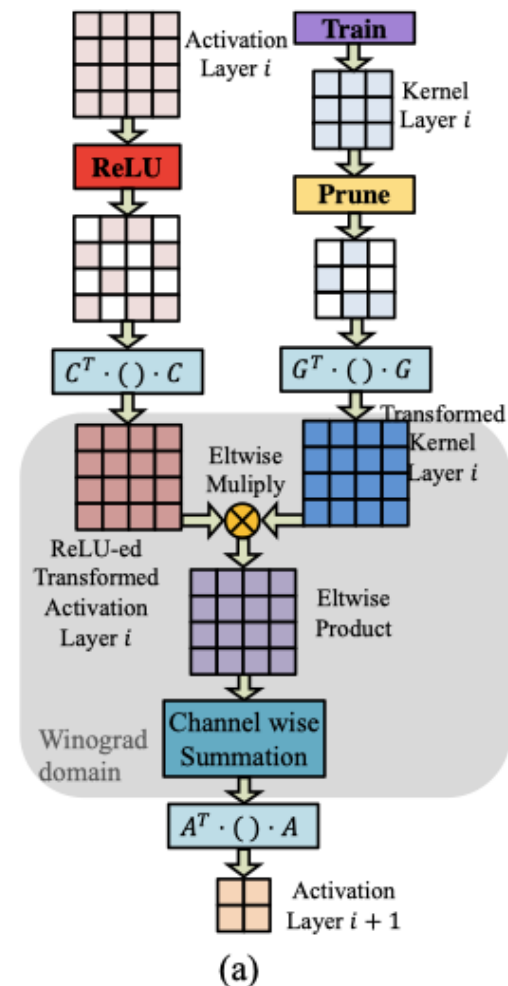 Activation
Layer i
Train
Kernel
Layer i
ReLU
Prune
C^T · ( ) · C
G^T · ( ) · G
Transformed
Kernel
Layer i
Eltwise
Muliply
ReLU-ed
Transformed
Activation
Layer i
Eltwise
Product
Channel wise
Summation
Winograd
domain
A^T · ( ) · A
Activation
Layer i + 1
(a)